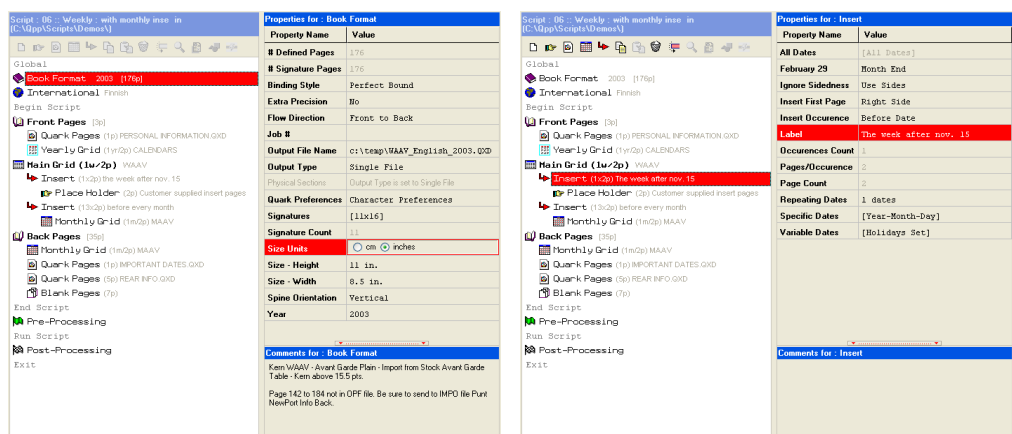 Script : 06 :: Weekly : with monthly inse in
[C:\Qpp\Scripts\Demos\]
Global
Book Format 2003 [176p]
International Finnish
Begin Script
Front Pages [3p]
Quark Pages (1p) PERSONAL INFORMATION.QXD
Yearly Grid (1yr/2p) CALENDARS
Main Grid (1w/2p) WAAV
Insert (1x2p) the week after nov. 15
Place Holder (2p) Customer supplied insert pages
Insert (13x2p) before every month
Monthly Grid (1m/2p) MAAV
Back Pages [35p]
Monthly Grid (1m/2p) MAAV
Quark Pages (1p) IMPORTANT DATES.QXD
Quark Pages (5p) REAR INFO.QXD
Blank Pages (7p)
End Script
Pre-Processing
Run Script
Post-Processing
Exit
Properties for : Book Format
Property Name Value
# Defined Pages 176
# Signature Pages 176
Binding Style Perfect Bound
Extra Precision No
Flow Direction Front to Back
Job #
Output File Name c:\temp\WAAV_English_2003.QXD
Output Type Single File
Physical Sections Output Type is set to Single File
Quark Preferences Character Preferences
Signatures [11x16]
Signature Count 11
Size Units cm inches
Size - Height 11 in.
Size - Width 8.5 in.
Spine Orientation Vertical
Year 2003
Comments for : Book Format
Kern WAAV - Avant Garde Plain - Import from Stock Avant Garde
Table - Kern above 15.5 pts.
Page 142 to 184 not in OPF file. Be sure to send to IMPO file Punt
NewPort Info Back.
Script : 06 :: Weekly : with monthly inse in
[C:\Qpp\Scripts\Demos\]
Global
Book Format 2003 [176p]
International Finnish
Begin Script
Front Pages [3p]
Quark Pages (1p) PERSONAL INFORMATION.QXD
Yearly Grid (1yr/2p) CALENDARS
Main Grid (1w/2p) WAAV
Insert (1x2p) The week after nov. 15
Place Holder (2p) Customer supplied insert pages
Insert (13x2p) before every month
Monthly Grid (1m/2p) MAAV
Back Pages [35p]
Monthly Grid (1m/2p) MAAV
Quark Pages (1p) IMPORTANT DATES.QXD
Quark Pages (5p) REAR INFO.QXD
Blank Pages (7p)
End Script
Pre-Processing
Run Script
Post-Processing
Exit
Properties for : Insert
Property Name Value
All Dates [All Dates]
February 29 Month End
Ignore Sidedness Use Sides
Insert First Page Right Side
Insert Occurence Before Date
Label The week after nov. 15
Occurences Count 1
Pages/Occurence 2
Page Count 2
Repeating Dates 1 dates
Specific Dates [Year-Month-Day]
Variable Dates [Holidays Set]
Comments for : Insert